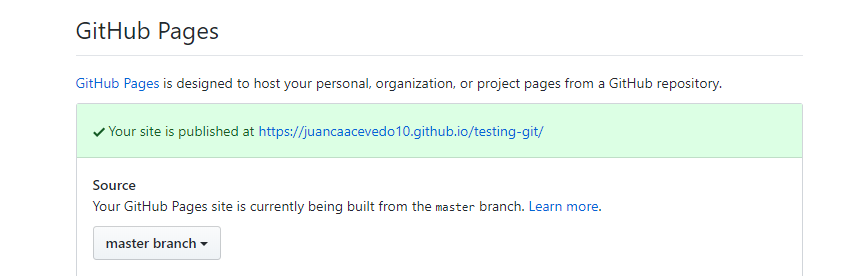 GitHub Pages
GitHub Pages is designed to host your personal, organization, or project pages from a GitHub repository.
✓ Your site is published at https://juancaacevedo10.github.io/testing-git/
Source
Your GitHub Pages site is currently being built from the master branch. Learn more.
master branch